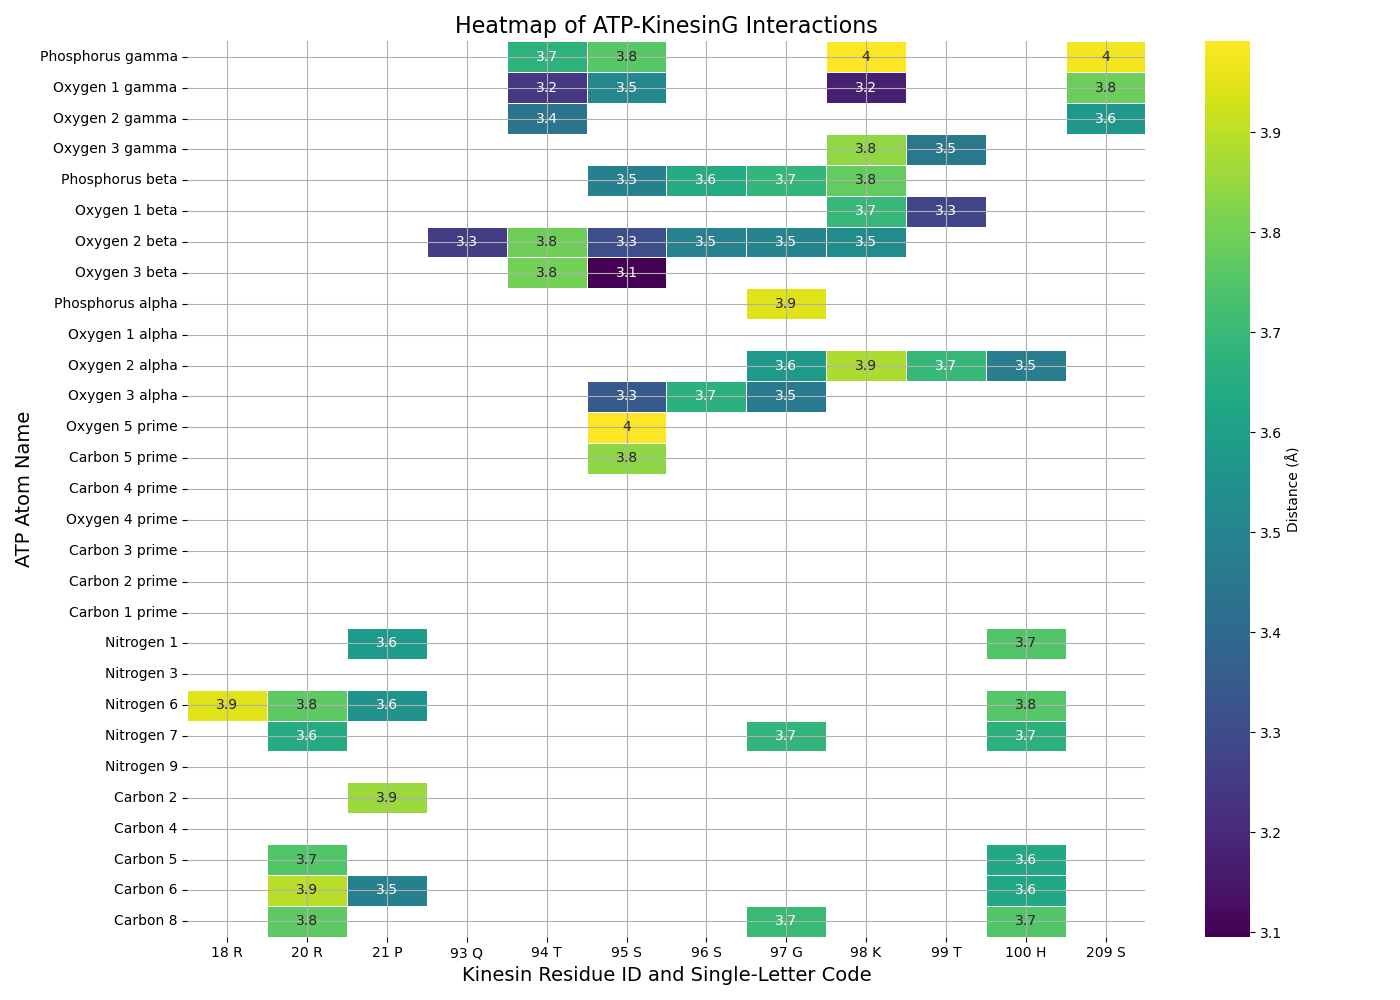 Heatmap of ATP-KinesinG Interactions
Phosphorus gamma 3.7 3.8 4 4
Oxygen 1 gamma 3.2 3.5 3.2 3.8
Oxygen 2 gamma 3.4 3.6
Oxygen 3 gamma 3.8 3.5
Phosphorus beta 3.5 3.6 3.7 3.8
Oxygen 1 beta 3.7 3.3
Oxygen 2 beta 3.3 3.8 3.3 3.5 3.5 3.5
Oxygen 3 beta 3.8 3.1
Phosphorus alpha 3.9
Oxygen 1 alpha
Oxygen 2 alpha 3.6 3.9 3.7 3.5
Oxygen 3 alpha 3.3 3.7 3.5
Oxygen 5 prime 4
Carbon 5 prime 3.8
Carbon 4 prime
Oxygen 4 prime
Carbon 3 prime
Carbon 2 prime
Carbon 1 prime
Nitrogen 1 3.6 3.7
Nitrogen 3
Nitrogen 6 3.9 3.8 3.6 3.8
Nitrogen 7 3.6 3.7 3.7
Nitrogen 9
Carbon 2 3.9
Carbon 4
Carbon 5 3.7 3.6
Carbon 6 3.9 3.5 3.6
Carbon 8 3.8 3.7 3.7
18 R 20 R 21 P 93 Q 94 T 95 S 96 S 97 G 98 K 99 T 100 H 209 S
Kinesin Residue ID and Single-Letter Code
ATP Atom Name
3.9
3.8
3.7
3.6
3.5
3.4
3.3
3.2
3.1
Distance (Å)